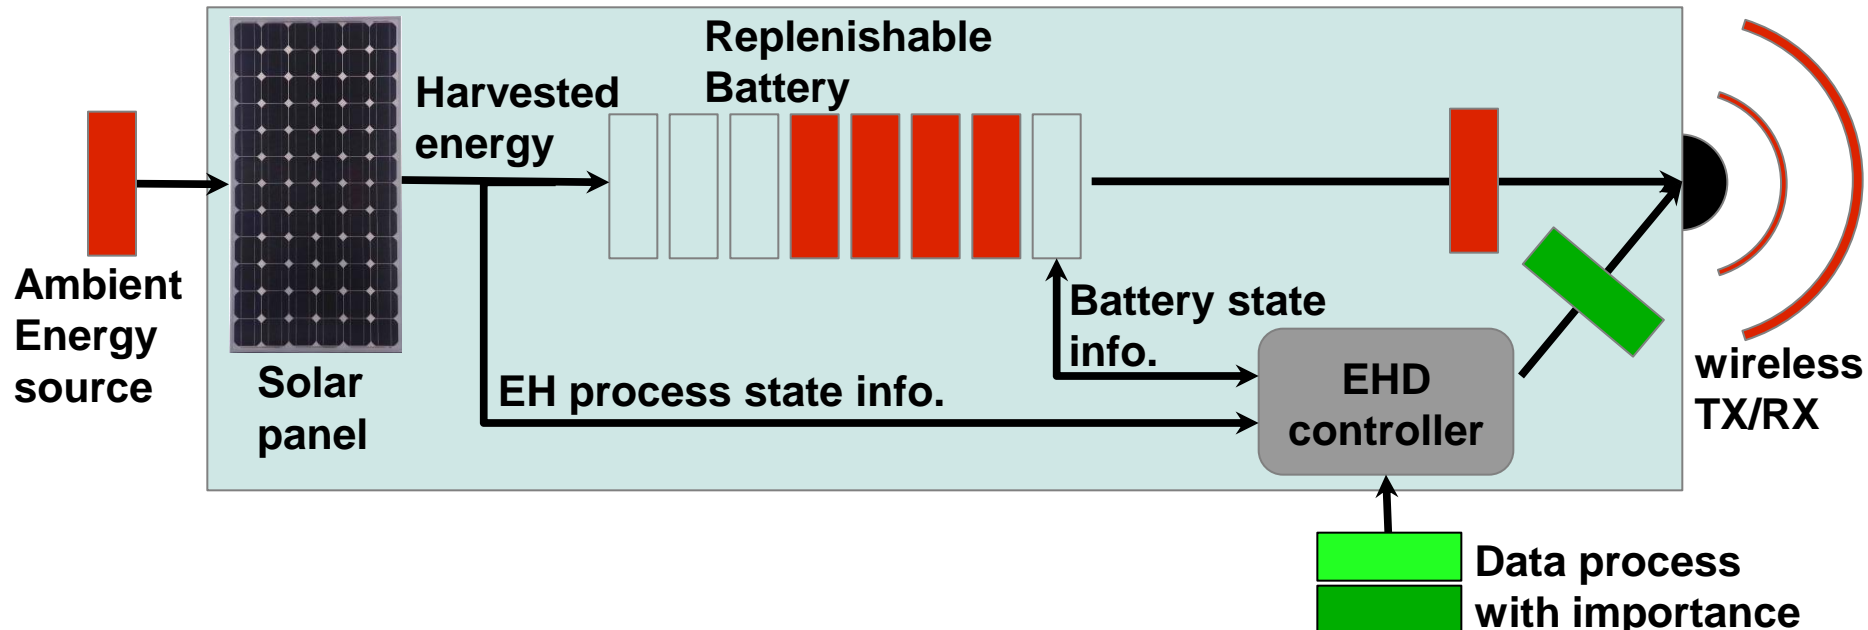 Replenishable
Battery
Harvested
energy
Ambient
Energy
source
Solar
panel
Battery state
info.
EH process state info.
EHD
controller
wireless
TX/RX
Data process
with importance